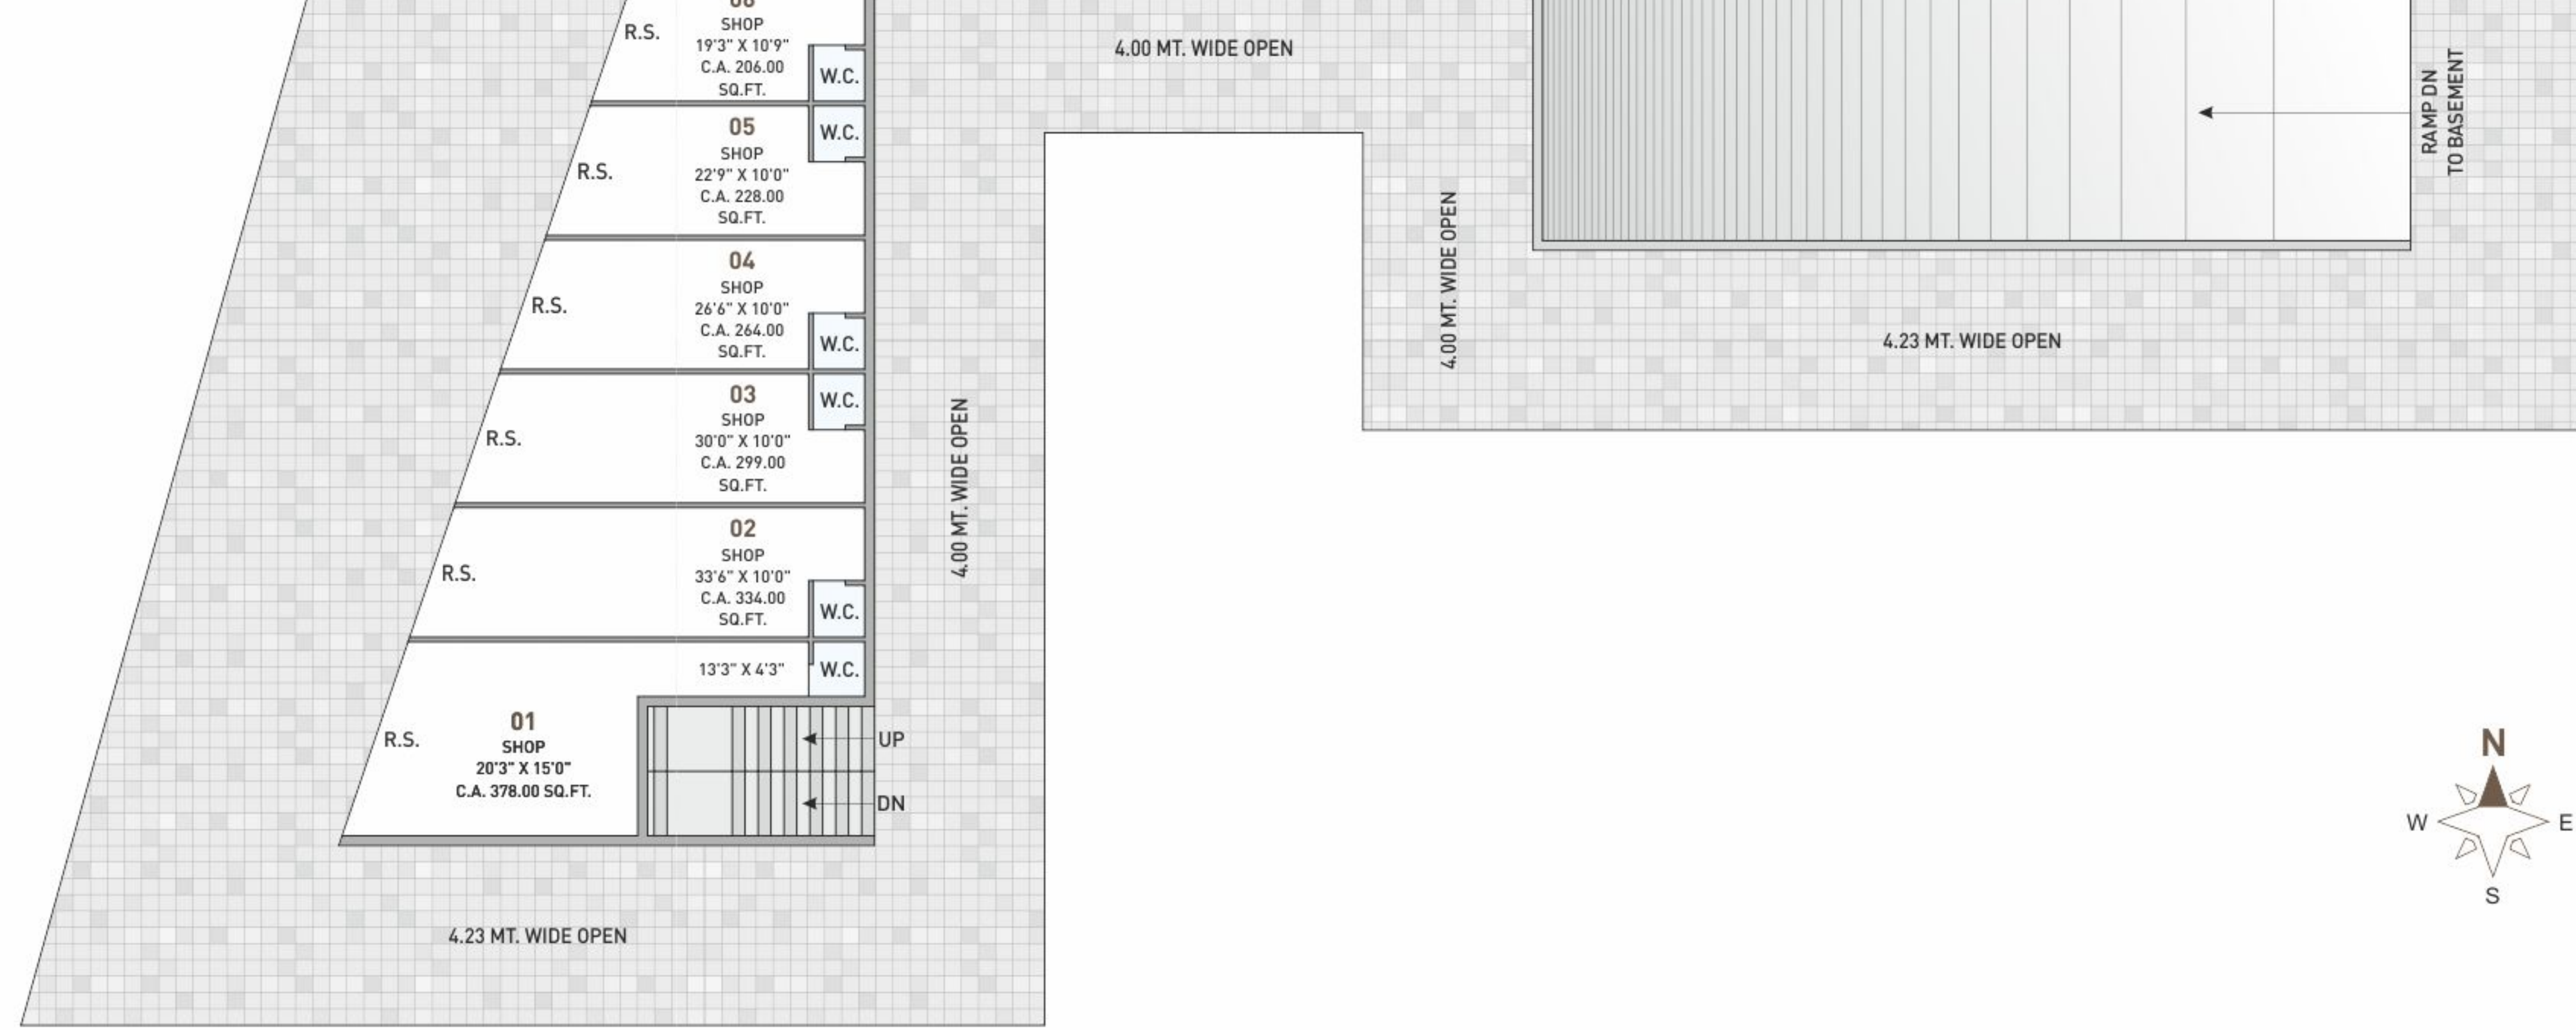 06
SHOP
19'3" X 10'9"
C.A. 206.00
SQ.FT.
R.S.
W.C.
4.00 MT. WIDE OPEN
RAMP DN
TO BASEMENT
05
SHOP
22'9" X 10'0"
C.A. 228.00
SQ.FT.
R.S.
W.C.
04
SHOP
26'6" X 10'0"
C.A. 264.00
SQ.FT.
R.S.
W.C.
4.00 MT. WIDE OPEN
4.23 MT. WIDE OPEN
03
SHOP
30'0" X 10'0"
C.A. 299.00
SQ.FT.
R.S.
W.C.
4.00 MT. WIDE OPEN
02
SHOP
33'6" X 10'0"
C.A. 334.00
SQ.FT.
R.S.
W.C.
13'3" X 4'3"
W.C.
01
SHOP
20'3" X 15'0"
C.A. 378.00 SQ.FT.
R.S.
UP
DN
N
W
E
S
4.23 MT. WIDE OPEN